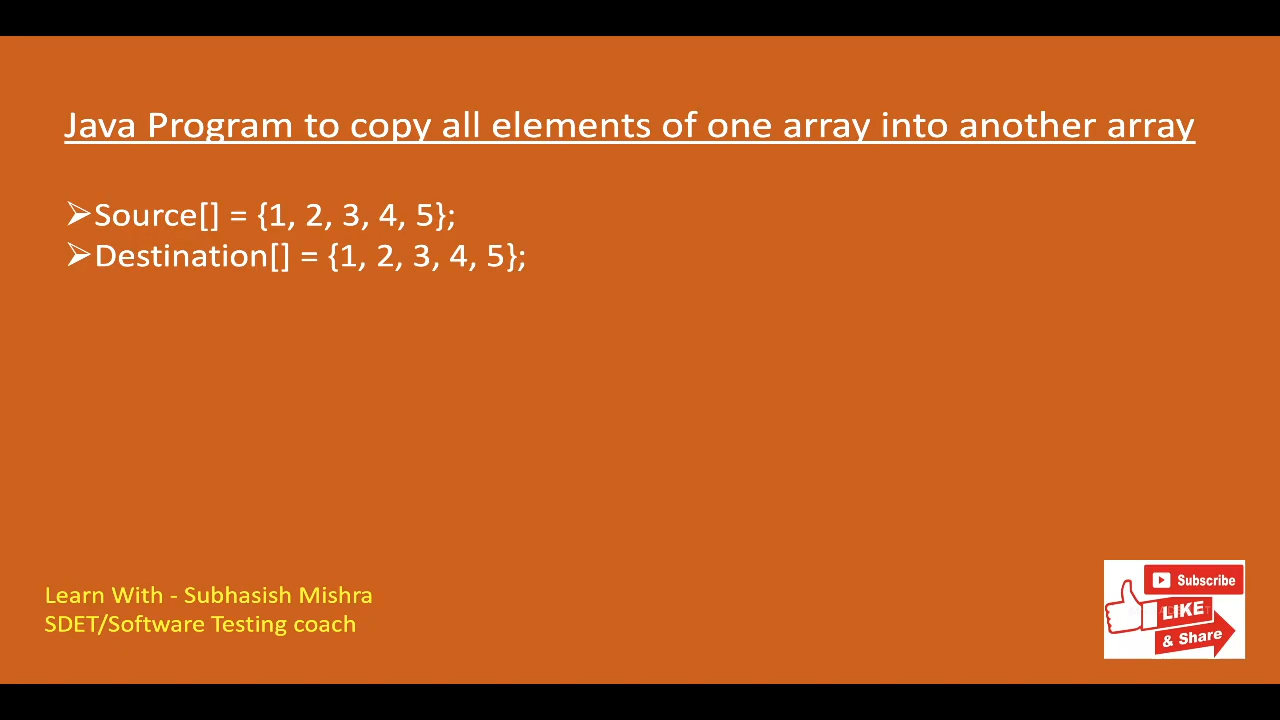 Java Program to copy all elements of one array into another array
➢Source[] = {1, 2, 3, 4, 5};
➢Destination[] = {1, 2, 3, 4, 5};
Learn With - Subhasish Mishra
SDET/Software Testing coach
Subscribe
LIKE
& Share